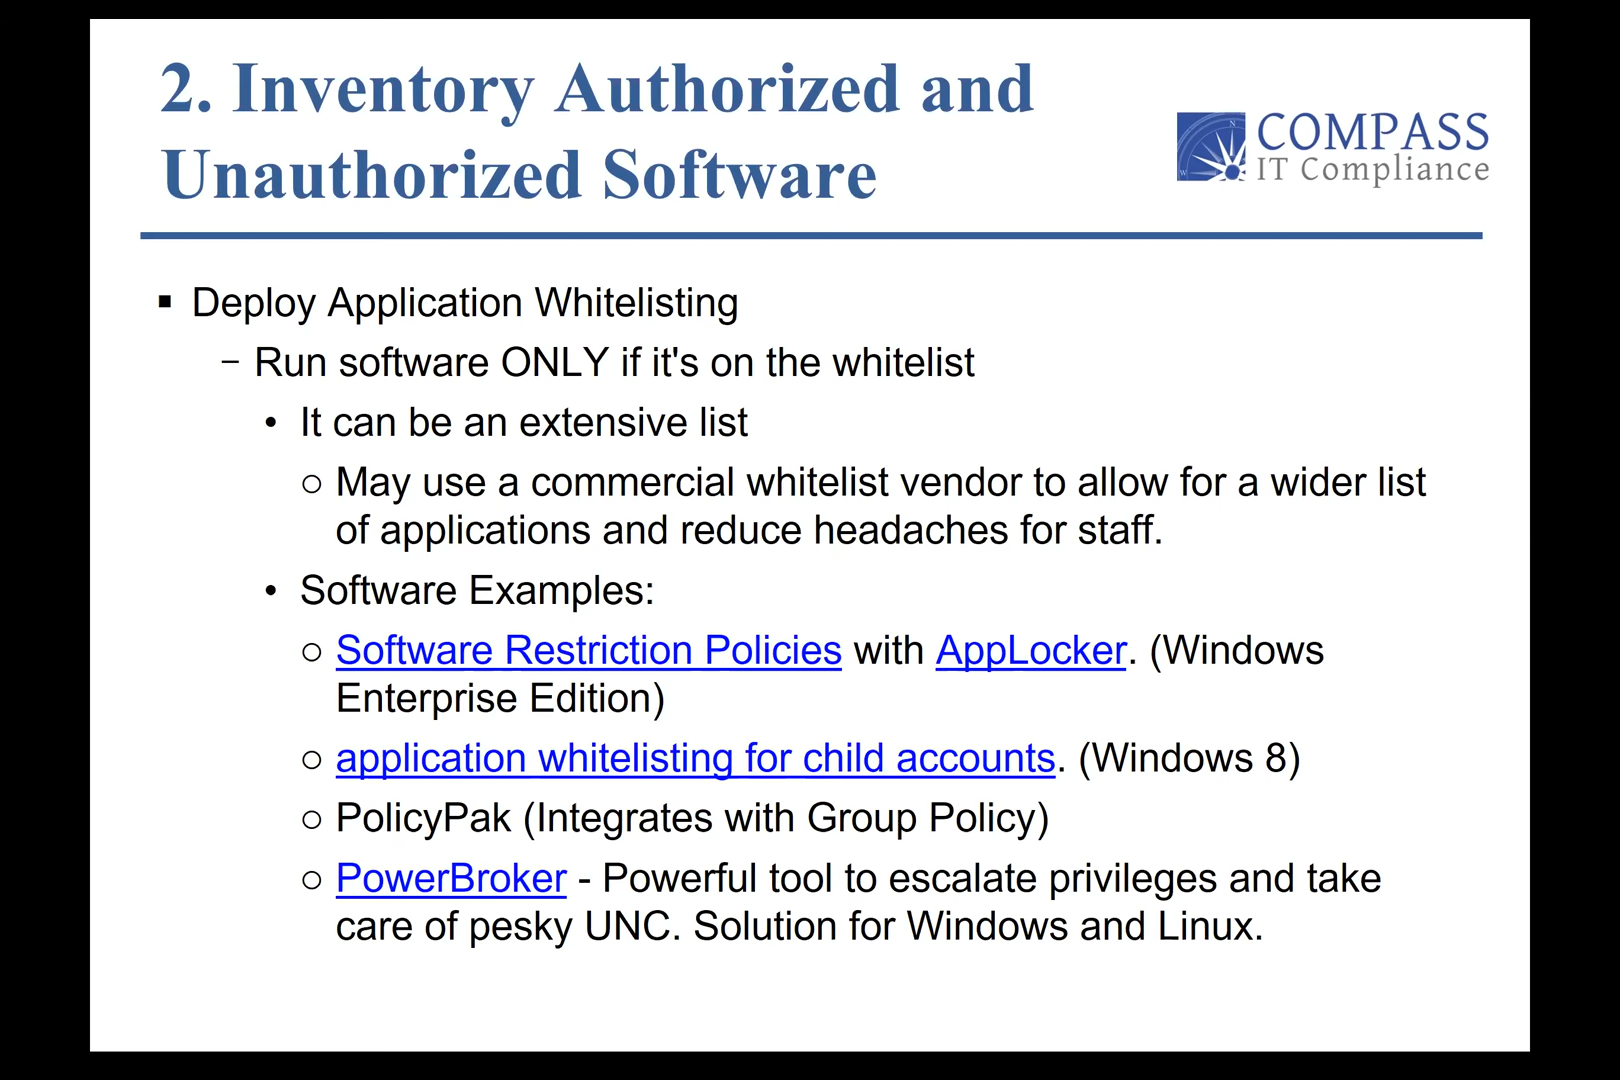 2. Inventory Authorized and
Unauthorized Software
COMPASS
IT Compliance
N
W
▪ Deploy Application Whitelisting
– Run software ONLY if it's on the whitelist
• It can be an extensive list
○ May use a commercial whitelist vendor to allow for a wider list
of applications and reduce headaches for staff.
• Software Examples:
○ Software Restriction Policies with AppLocker. (Windows
Enterprise Edition)
○ application whitelisting for child accounts. (Windows 8)
○ PolicyPak (Integrates with Group Policy)
○ PowerBroker - Powerful tool to escalate privileges and take
care of pesky UNC. Solution for Windows and Linux.